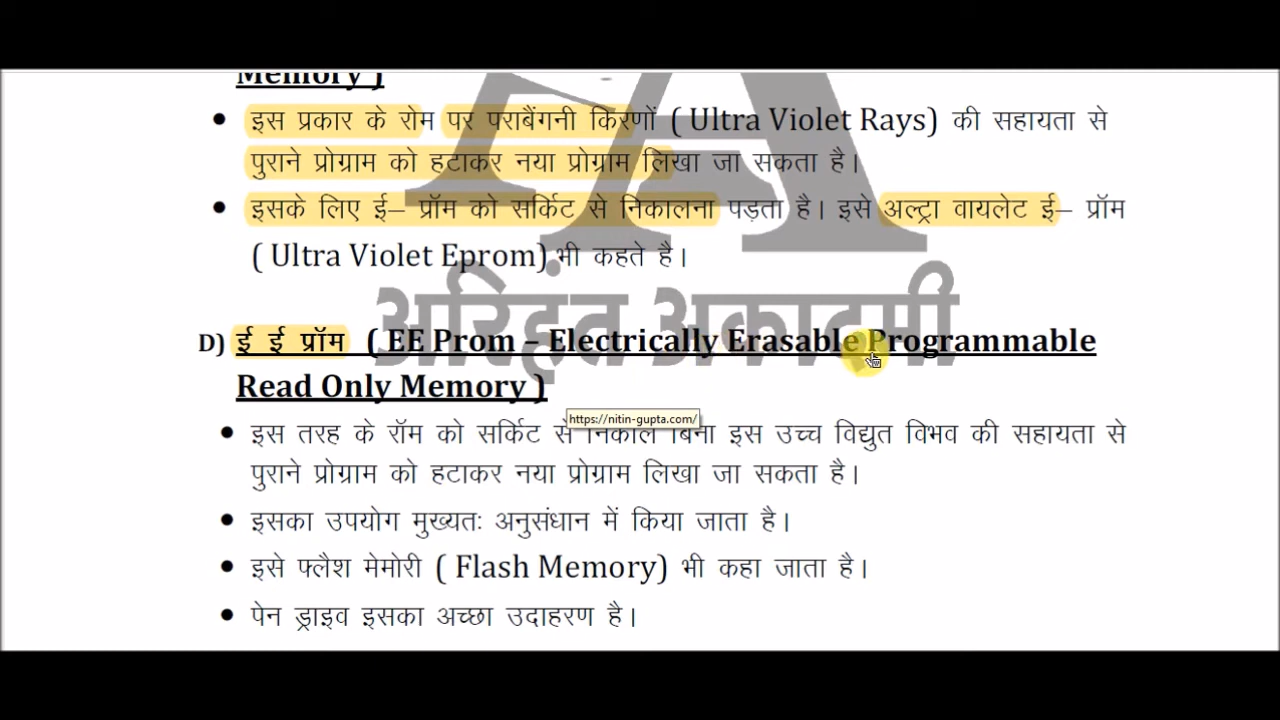 Memory )
• इस प्रकार के रोम पर पराबैंगनी किरणों ( Ultra Violet Rays) की सहायता से
पुराने प्रोग्राम को हटाकर नया प्रोग्राम लिखा जा सकता है।
• इसके लिए ई– प्रॉम को सर्किट से निकालना पड़ता है। इसे अल्ट्रा वायलेट ई– प्रॉम
( Ultra Violet Eprom) भी कहते है।
अरिहंत अकादमी
D) ई ई प्रॉम ( EE Prom – Electrically Erasable Programmable
Read Only Memory )
https://nitin-gupta.com/
• इस तरह के रॉम को सर्किट से निकाले बिना इस उच्च विद्युत विभव की सहायता से
पुराने प्रोग्राम को हटाकर नया प्रोग्राम लिखा जा सकता है।
• इसका उपयोग मुख्यतः अनुसंधान में किया जाता है।
• इसे फ्लैश मेमोरी ( Flash Memory) भी कहा जाता है।
• पेन ड्राइव इसका अच्छा उदाहरण है।